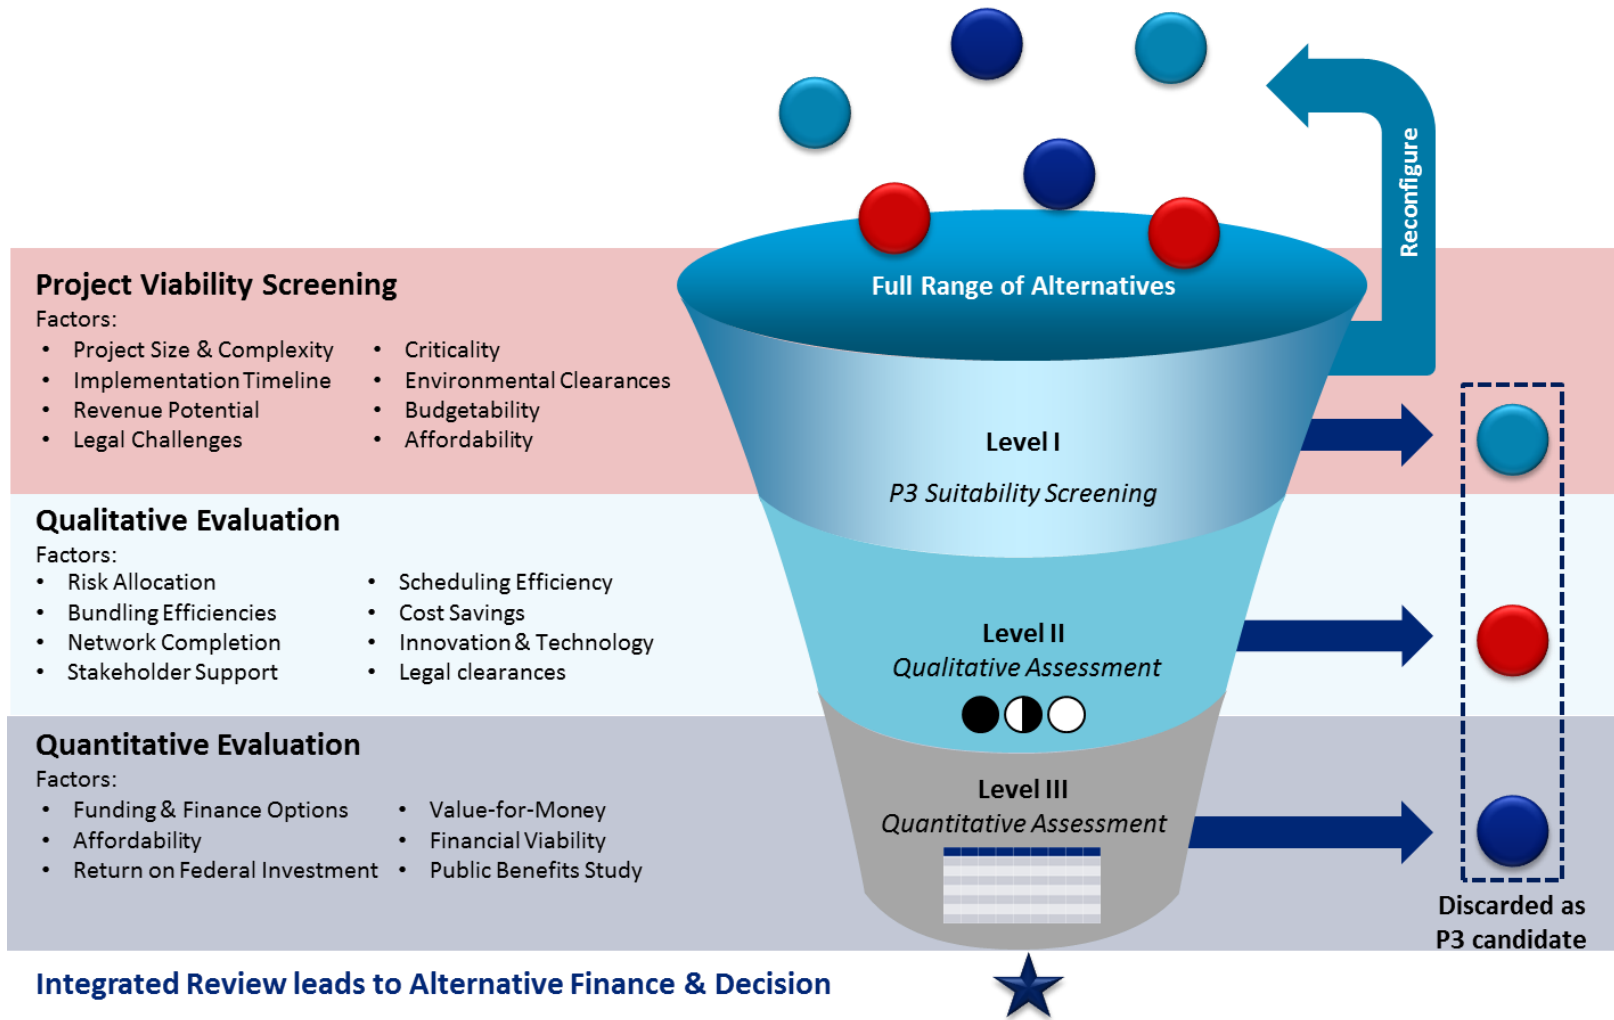 Reconfigure
Full Range of Alternatives
Project Viability Screening
Factors:
• Project Size & Complexity
• Implementation Timeline
• Revenue Potential
• Legal Challenges
• Criticality
• Environmental Clearances
• Budgetability
• Affordability
Level I
P3 Suitability Screening
Qualitative Evaluation
Factors:
• Risk Allocation
• Bundling Efficiencies
• Network Completion
• Stakeholder Support
• Scheduling Efficiency
• Cost Savings
• Innovation & Technology
• Legal clearances
Level II
Qualitative Assessment
Quantitative Evaluation
Factors:
• Funding & Finance Options
• Affordability
• Return on Federal Investment
• Value-for-Money
• Financial Viability
• Public Benefits Study
Level III
Quantitative Assessment
Discarded as
P3 candidate
Integrated Review leads to Alternative Finance & Decision